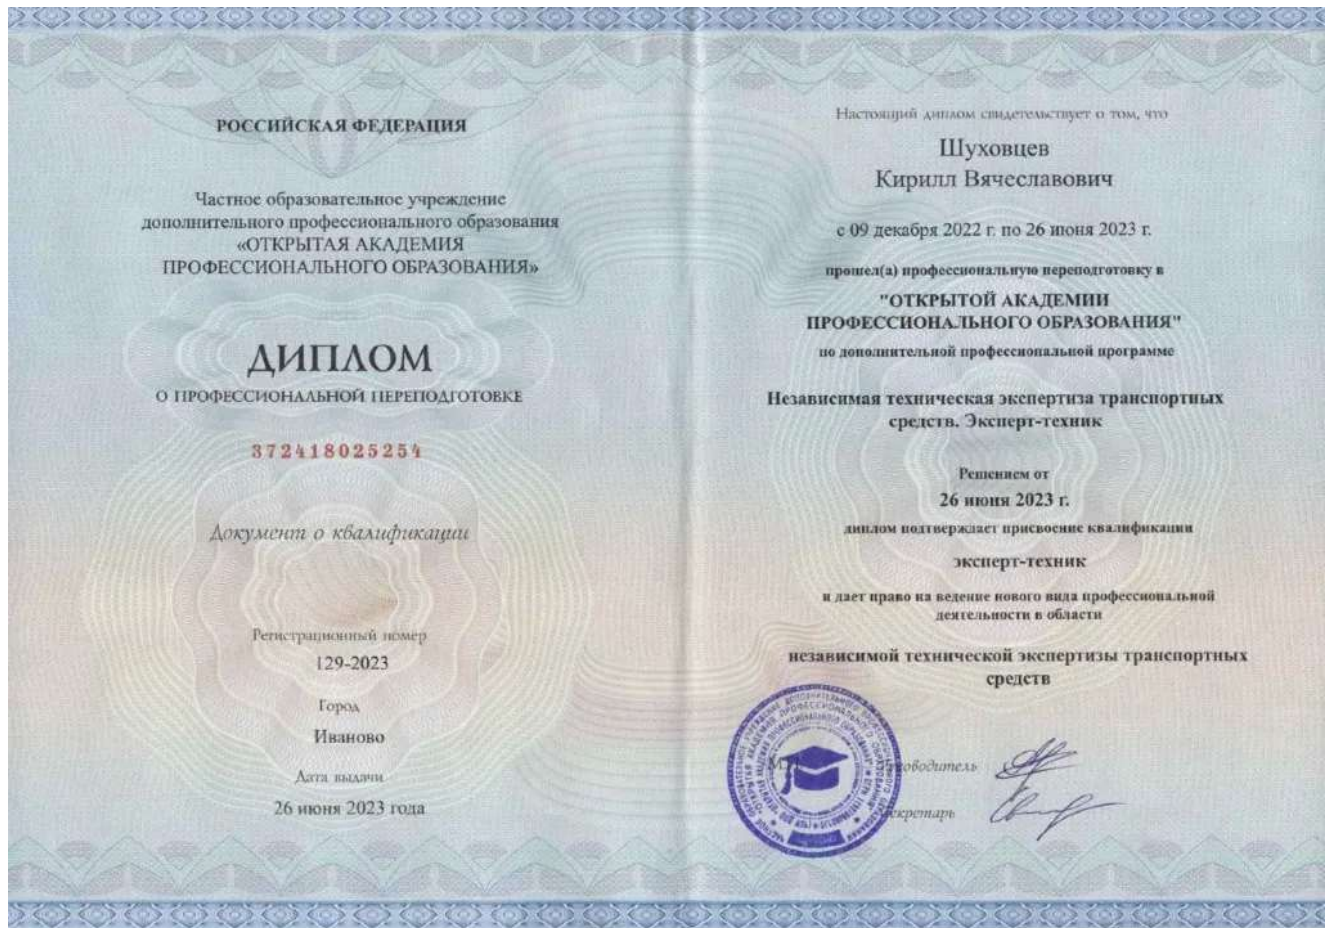 РОССИЙСКАЯ ФЕДЕРАЦИЯ
Частное образовательное учреждение
дополнительного профессионального образования
«ОТКРЫТАЯ АКАДЕМИЯ
ПРОФЕССИОНАЛЬНОГО ОБРАЗОВАНИЯ»
ДИПЛОМ
О ПРОФЕССИОНАЛЬНОЙ ПЕРЕПОДГОТОВКЕ
372418025254
Документ о квалификации
Регистрационный номер
129-2023
Город
Иваново
Дата выдачи
26 июня 2023 года
Настоящий диплом свидетельствует о том, что
Шуховцев
Кирилл Вячеславович
с 09 декабря 2022 г. по 26 июня 2023 г.
прошел(а) профессиональную переподготовку в
"ОТКРЫТОЙ АКАДЕМИИ
ПРОФЕССИОНАЛЬНОГО ОБРАЗОВАНИЯ"
по дополнительной профессиональной программе
Независимая техническая экспертиза транспортных
средств. Эксперт-техник
Решением от
26 июня 2023 г.
диплом подтверждает присвоение квалификации
эксперт-техник
и дает право на ведение нового вида профессиональной
деятельности в области
независимой технической экспертизы транспортных
средств
Руководитель
Секретарь